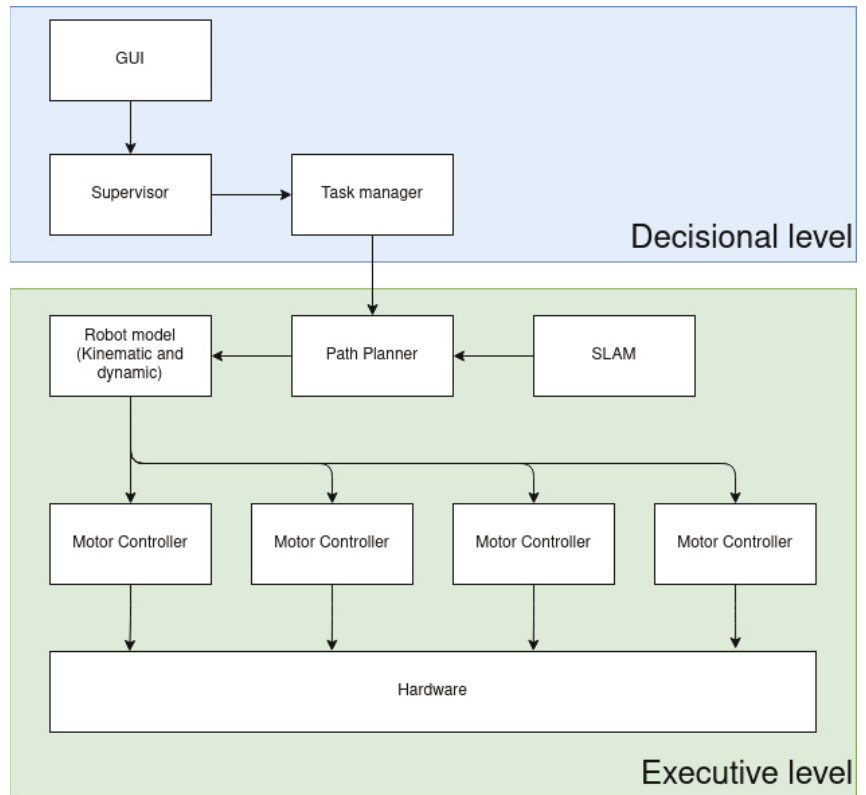 GUI
Supervisor
Task manager
Decisional level
Robot model
(Kinematic and
dynamic)
Path Planner
SLAM
Motor Controller
Motor Controller
Motor Controller
Motor Controller
Hardware
Executive level